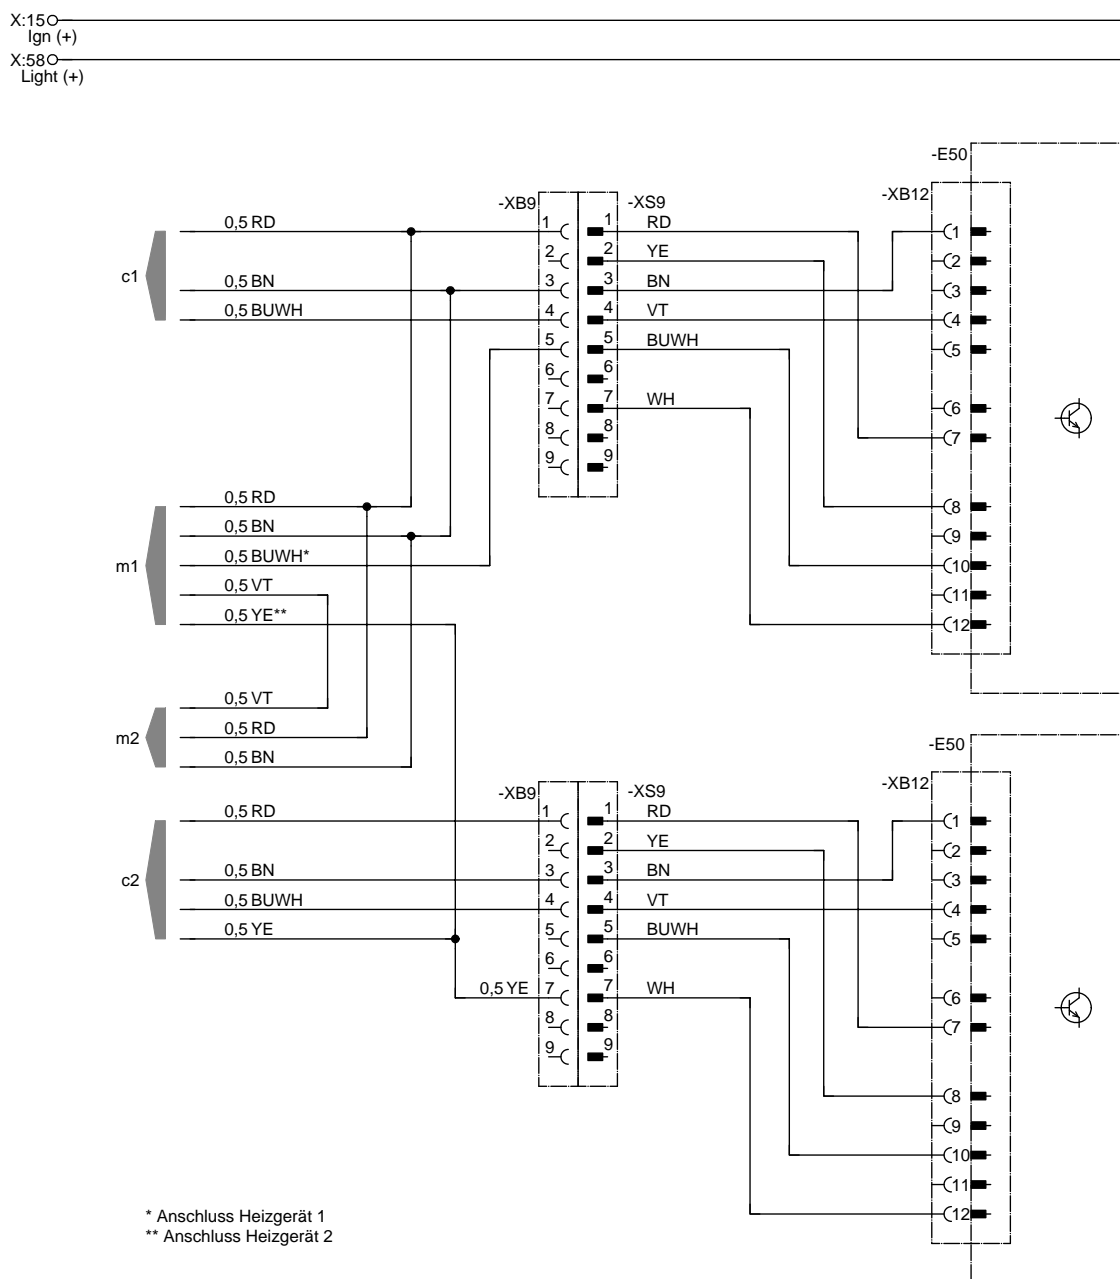 X:15
Ign (+)
X:58
Light (+)
-E50
-XB12
-XB9
-XS9
c1
0,5 RD
0,5 BN
0,5 BUWH
1
2
3
4
5
6
7
8
9
1
2
3
4
5
6
7
8
9
RD
YE
BN
VT
BUWH
WH
1
2
3
4
5
6
7
8
9
10
11
12
m1
0,5 RD
0,5 BN
0,5 BUWH*
0,5 VT
0,5 YE**
m2
0,5 VT
0,5 RD
0,5 BN
-E50
-XB12
-XB9
-XS9
c2
0,5 RD
0,5 BN
0,5 BUWH
0,5 YE
0,5 YE
1
2
3
4
5
6
7
8
9
1
2
3
4
5
6
7
8
9
RD
YE
BN
VT
BUWH
WH
1
2
3
4
5
6
7
8
9
10
11
12
* Anschluss Heizgerät 1
** Anschluss Heizgerät 2